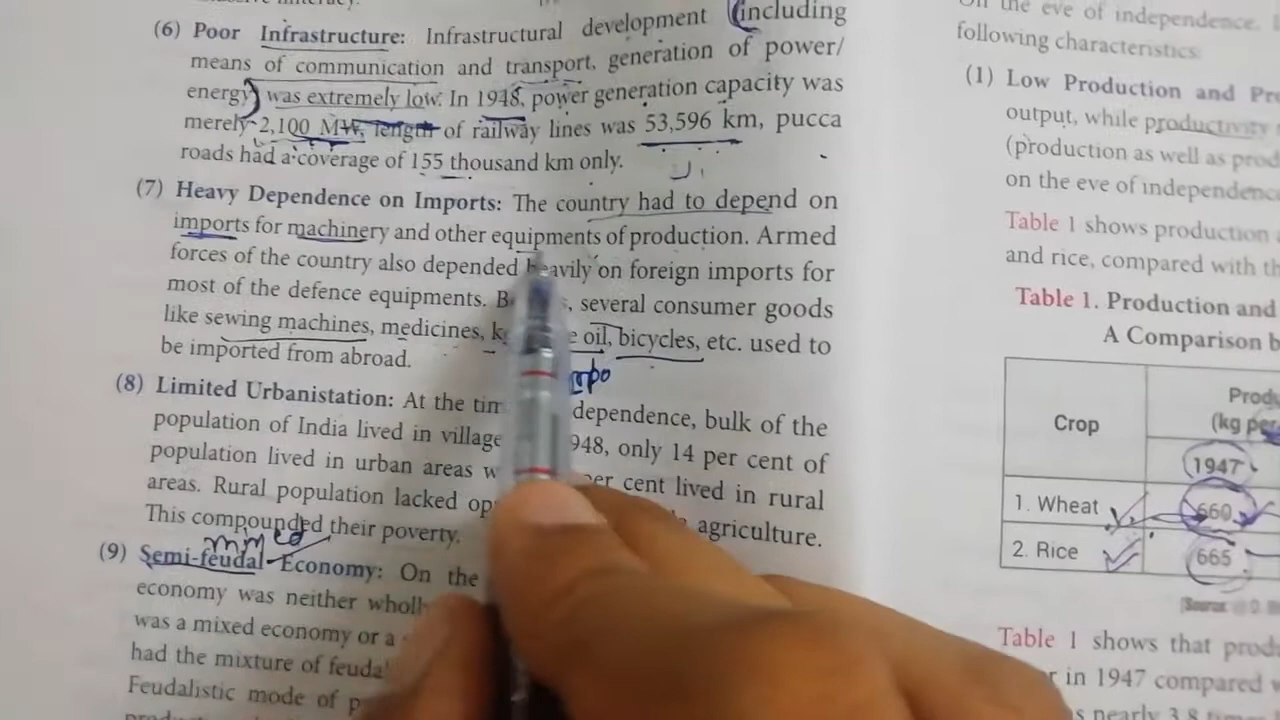 (6) Poor Infrastructure: Infrastructural development (including
means of communication and transport, generation of power/
energy) was extremely low. In 1948, power generation capacity was
merely 2,100 MW, length of railway lines was 53,596 km, pucca
roads had a coverage of 155 thousand km only.
(7) Heavy Dependence on Imports: The country had to depend on
imports for machinery and other equipments of production. Armed
forces of the country also depended heavily on foreign imports for
most of the defence equipments. , several consumer goods
like sewing machines, medicines, oil, bicycles, etc. used to
be imported from abroad.
(8) Limited Urbanistation: At the dependence, bulk of the
population of India lived in 948, only 14 per cent of
population lived in urban areas per cent lived in rural
areas. Rural population lacked agriculture.
This compounded their poverty.
(9) Semi-feudal Economy: On the
economy was neither
was a mixed economy or a
had the mixture of
Feudalistic mode of
the eve of independence.
following characteristics
(1) Low Production and
output, while productivity
(production as well as
on the eve of
Table 1 shows production
and rice, compared with
Table 1. Production and
A Comparison
Crop
(kg per
1947
1. Wheat 660
2. Rice 665
Table 1 shows that
in 1947 compared
nearly 3.8